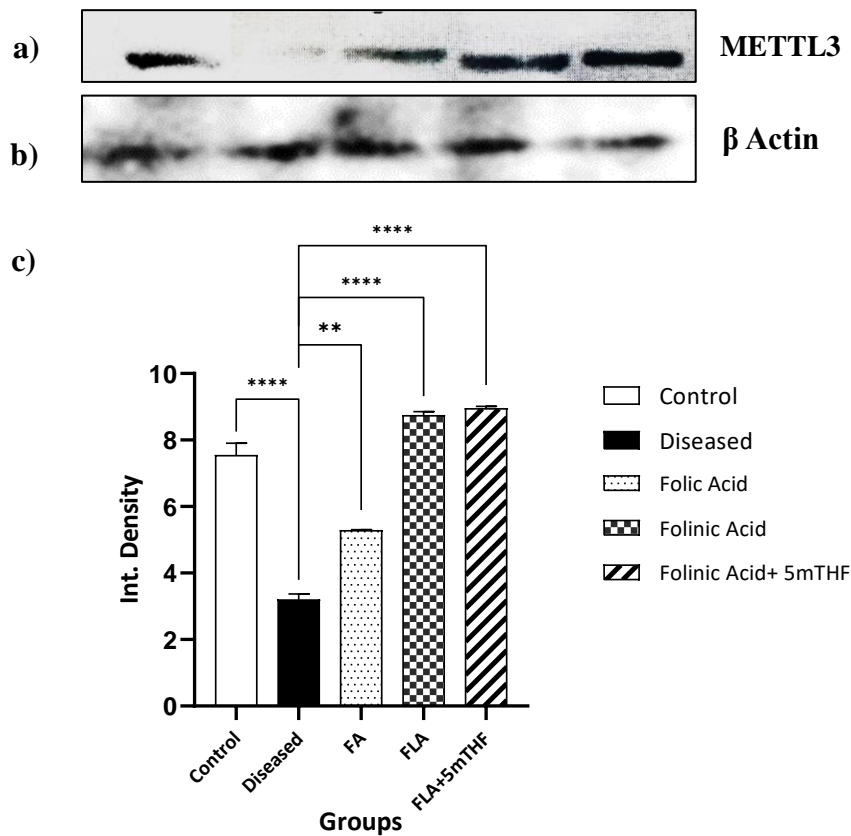 a)
METTL3
b)
β Actin
c)
****
****
**
****
10
8
6
4
2
0
Int. Density
Control
Diseased
FA
FLA
FLA+5mTHF
Groups
Control
Diseased
Folic Acid
Folinic Acid
Folinic Acid+ 5mTHF